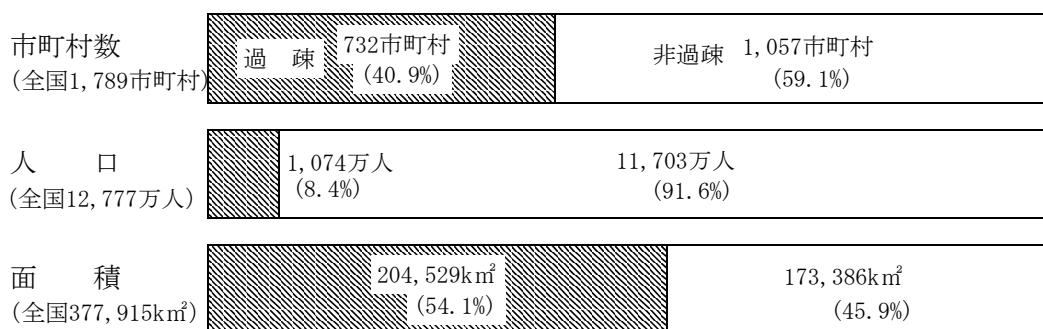 市町村数
(全国1,789市町村)
過　疎
732市町村
(40.9%)
非過疎
1,057市町村
(59.1%)
人　　口
(全国12,777万人)
1,074万人
(8.4%)
11,703万人
(91.6%)
面　　積
(全国377,915k㎡)
204,529k㎡
(54.1%)
173,386k㎡
(45.9%)